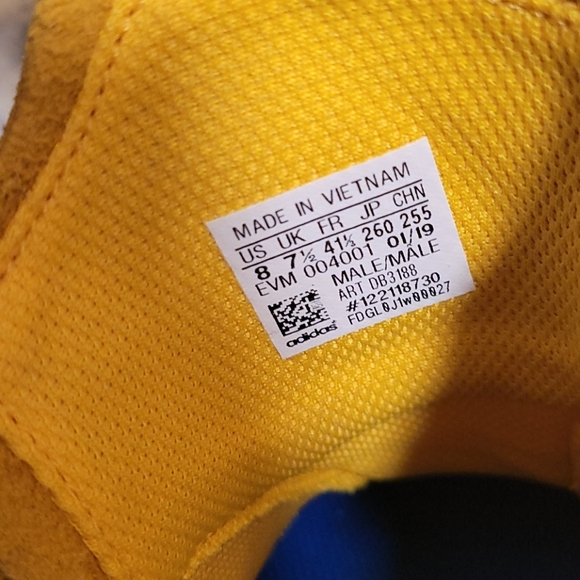 MADE IN VIETNAM
US UK FR JP CHN
8 7½ 41⅓ 260 255
EVM 004001 01/19
MALE/MÂLE
ART DB3188
#122118730
FDGL0J1w00027
adidas